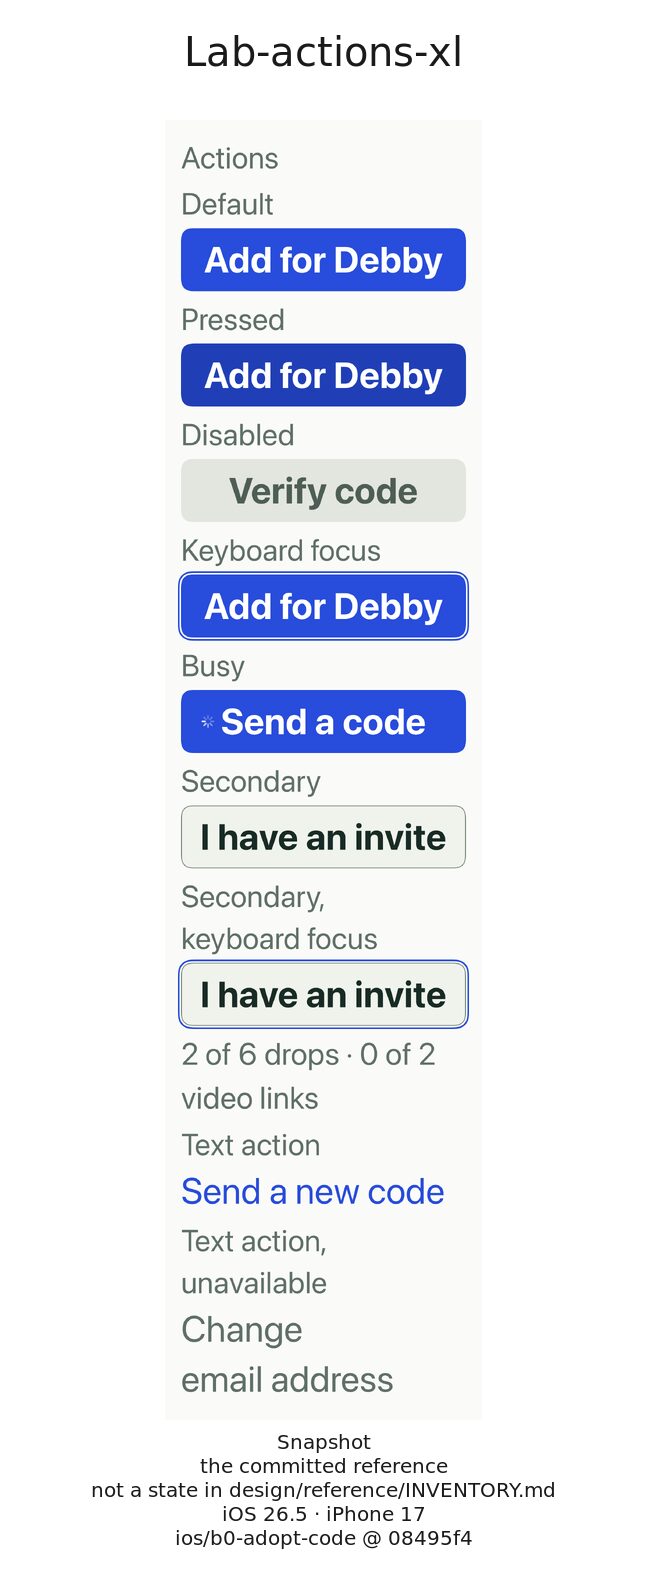 Lab-actions-xl
Actions
Default
Add for Debby
Pressed
Add for Debby
Disabled
Verify code
Keyboard focus
Add for Debby
Busy
Send a code
Secondary
I have an invite
Secondary,
keyboard focus
I have an invite
2 of 6 drops · 0 of 2
video links
Text action
Send a new code
Text action,
unavailable
Change
email address
Snapshot
the committed reference
not a state in design/reference/INVENTORY.md
iOS 26.5 · iPhone 17
ios/b0-adopt-code @ 08495f4